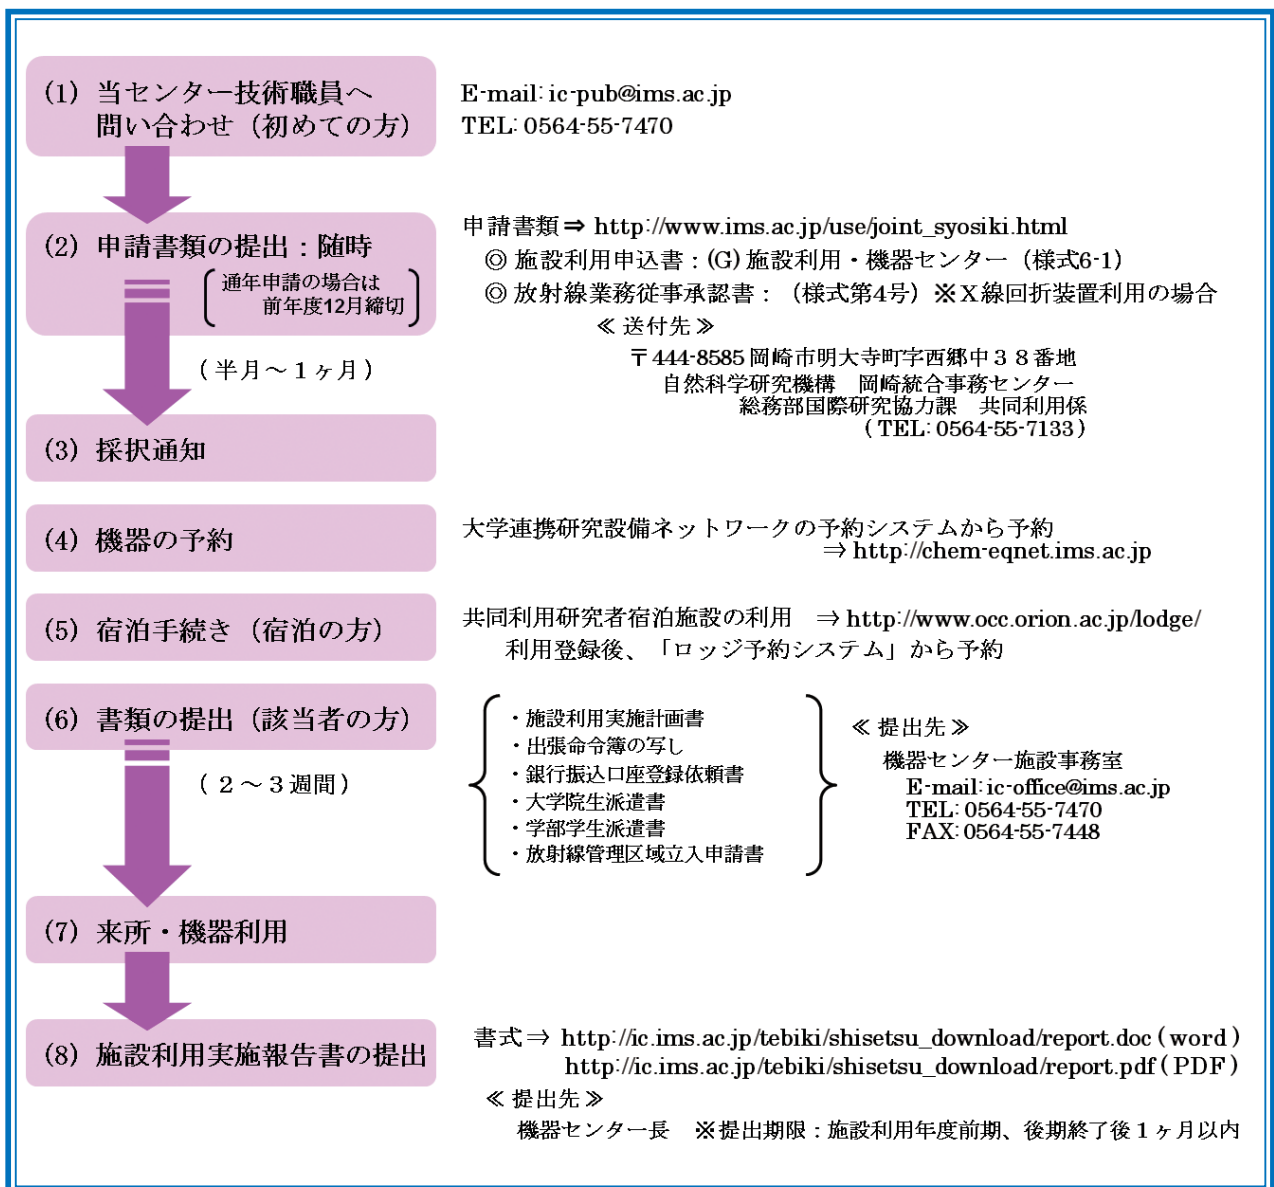 (1) 当センター技術職員へ
問い合わせ（初めての方）
E-mail: ic-pub@ims.ac.jp
TEL: 0564-55-7470
(2) 申請書類の提出：随時
通年申請の場合は
前年度12月締切
（半月～１ヶ月）
申請書類⇒ http://www.ims.ac.jp/use/joint_syosiki.html
◎ 施設利用申込書：(G) 施設利用・機器センター（様式6-1）
◎ 放射線業務従事承認書：（様式第4号）※Ｘ線回折装置利用の場合
≪ 送付先 ≫
〒444-8585 岡崎市明大寺町字西郷中３８番地
自然科学研究機構　岡崎統合事務センター
総務部国際研究協力課　共同利用係
( TEL: 0564-55-7133 )
(3) 採択通知
(4) 機器の予約
大学連携研究設備ネットワークの予約システムから予約
⇒ http://chem-eqnet.ims.ac.jp
(5) 宿泊手続き（宿泊の方）
共同利用研究者宿泊施設の利用　⇒ http://www.occ.orion.ac.jp/lodge/
利用登録後、「ロッジ予約システム」から予約
(6) 書類の提出（該当者の方）
（２～３週間）
・施設利用実施計画書
・出張命令簿の写し
・銀行振込口座登録依頼書
・大学院生派遣書
・学部学生派遣書
・放射線管理区域立入申請書
≪ 提出先 ≫
機器センター施設事務室
E-mail: ic-office@ims.ac.jp
TEL: 0564-55-7470
FAX: 0564-55-7448
(7) 来所・機器利用
(8) 施設利用実施報告書の提出
書式⇒ http://ic.ims.ac.jp/tebiki/shisetsu_download/report.doc ( word )
http://ic.ims.ac.jp/tebiki/shisetsu_download/report.pdf ( PDF )
≪ 提出先 ≫
機器センター長　※提出期限：施設利用年度前期、後期終了後１ヶ月以内